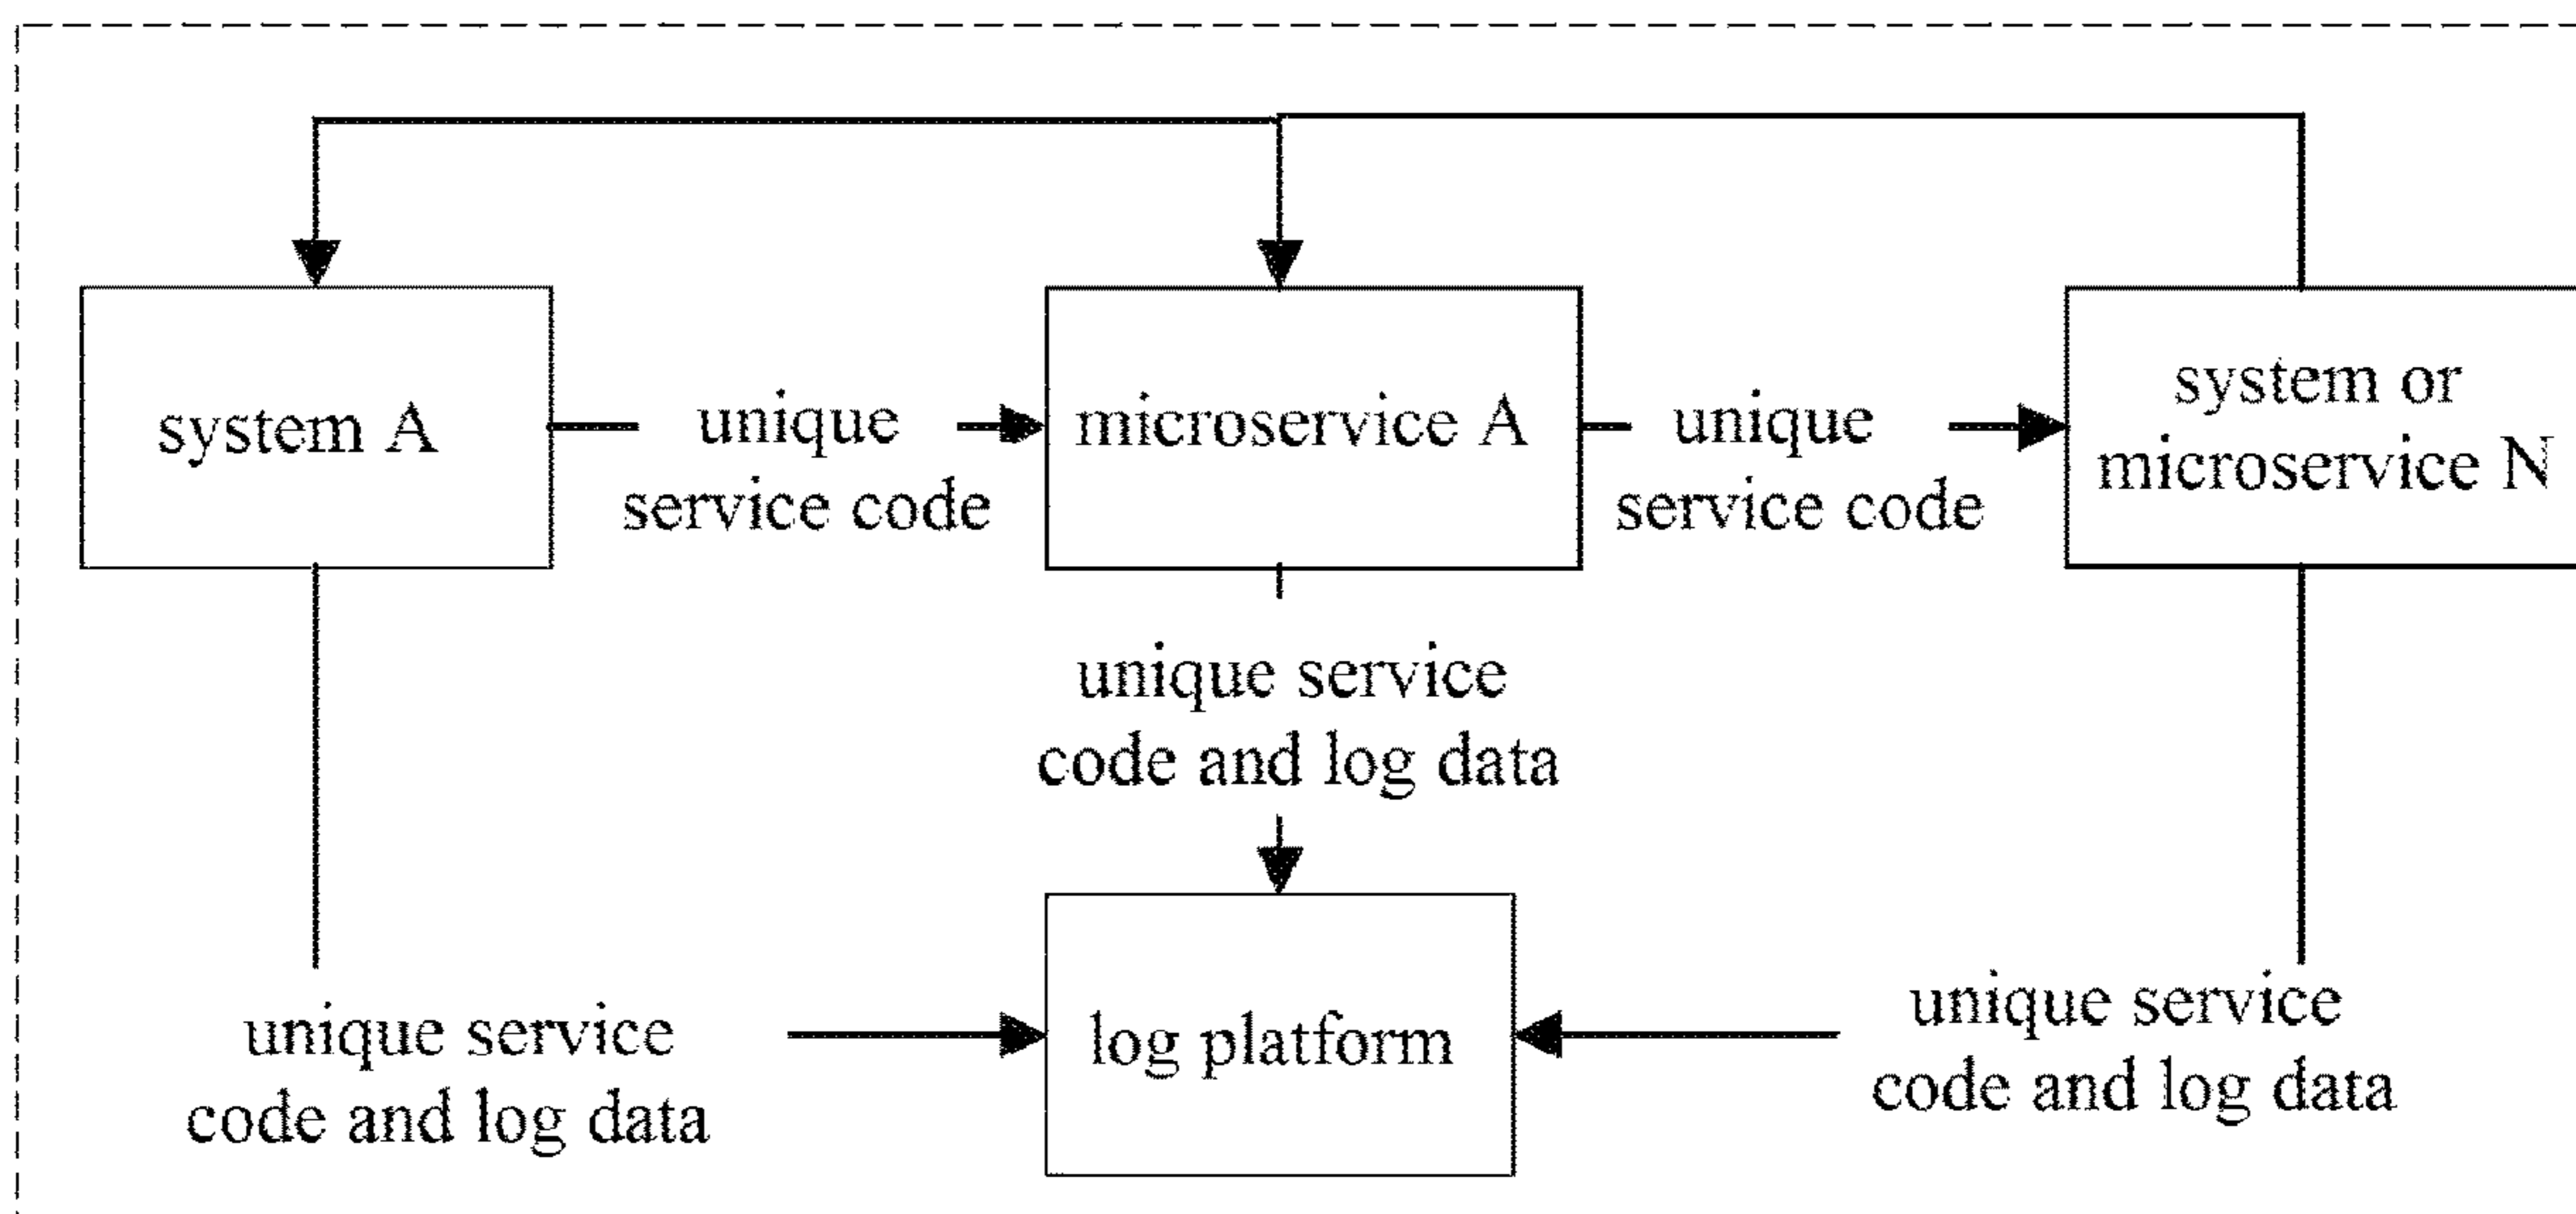 system A
unique
service code
microservice A
unique
service code
system or
microservice N
unique service
code and log data
unique service
code and log data
log platform
unique service
code and log data